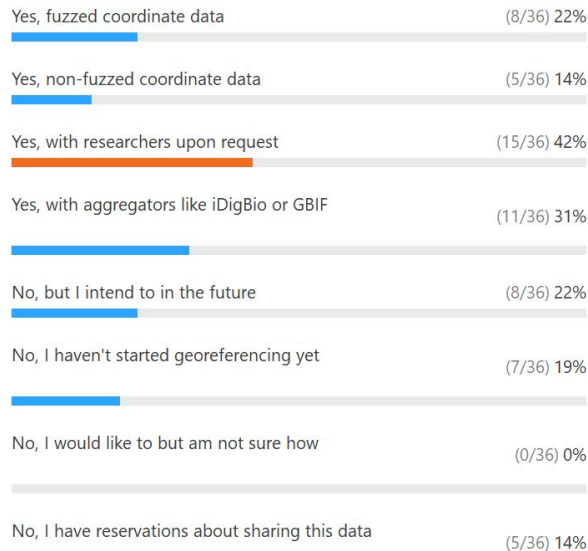 Yes, fuzzed coordinate data (8/36) 22%
Yes, non-fuzzed coordinate data (5/36) 14%
Yes, with researchers upon request (15/36) 42%
Yes, with aggregators like iDigBio or GBIF (11/36) 31%
No, but I intend to in the future (8/36) 22%
No, I haven't started georeferencing yet (7/36) 19%
No, I would like to but am not sure how (0/36) 0%
No, I have reservations about sharing this data (5/36) 14%